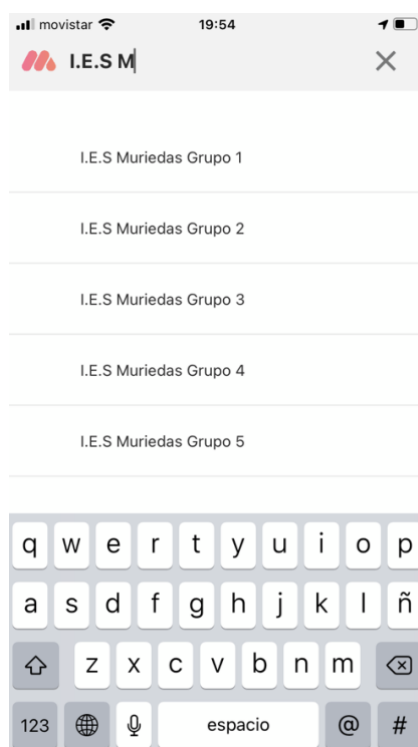 movistar 19:54
I.E.S M
I.E.S Muriedas Grupo 1
I.E.S Muriedas Grupo 2
I.E.S Muriedas Grupo 3
I.E.S Muriedas Grupo 4
I.E.S Muriedas Grupo 5
q w e r t y u i o p
a s d f g h j k l ñ
z x c v b n m
123 espacio @ #